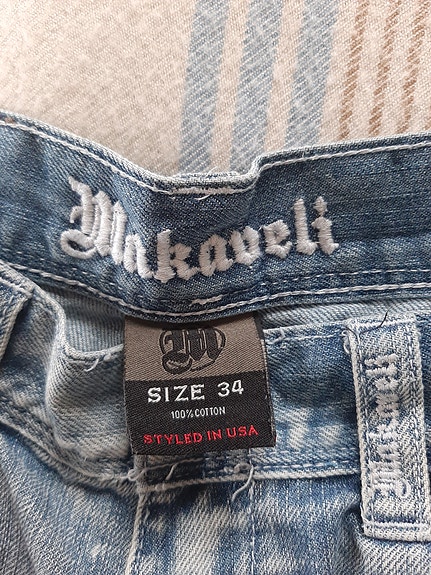 Makaveli
M
SIZE 34
100% COTTON
STYLED IN USA
Makaveli